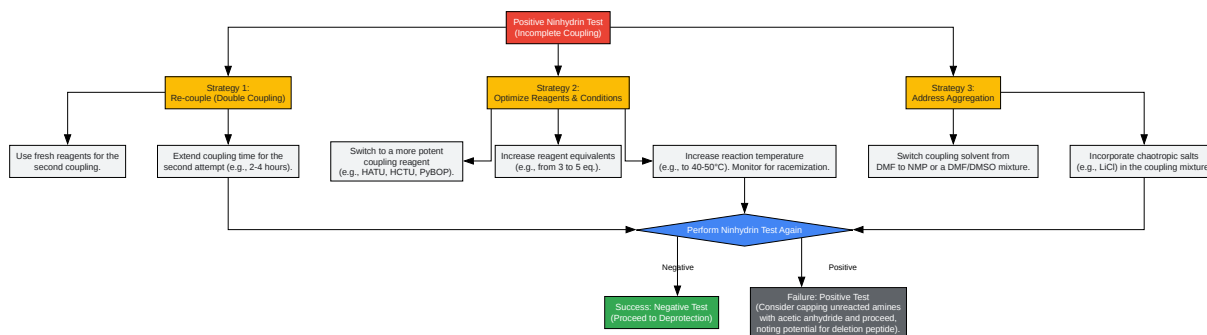 Positive Ninhydrin Test
(Incomplete Coupling)
Strategy 1:
Re-couple (Double Coupling)
Strategy 2:
Optimize Reagents & Conditions
Strategy 3:
Address Aggregation
Use fresh reagents for the
second coupling.
Extend coupling time for the
second attempt (e.g., 2-4 hours).
Switch to a more potent
coupling reagent
(e.g., HATU, HCTU, PyBOP).
Increase reagent equivalents
(e.g., from 3 to 5 eq.).
Increase reaction temperature
(e.g., to 40-50°C). Monitor for racemization.
Switch coupling solvent from
DMF to NMP or a DMF/DMSO mixture.
Incorporate chaotropic salts
(e.g., LiCl) in the coupling mixture.
Perform Ninhydrin Test Again
Negative
Positive
Success: Negative Test
(Proceed to Deprotection)
Failure: Positive Test
(Consider capping unreacted amines
with acetic anhydride and proceed,
noting potential for deletion peptide).